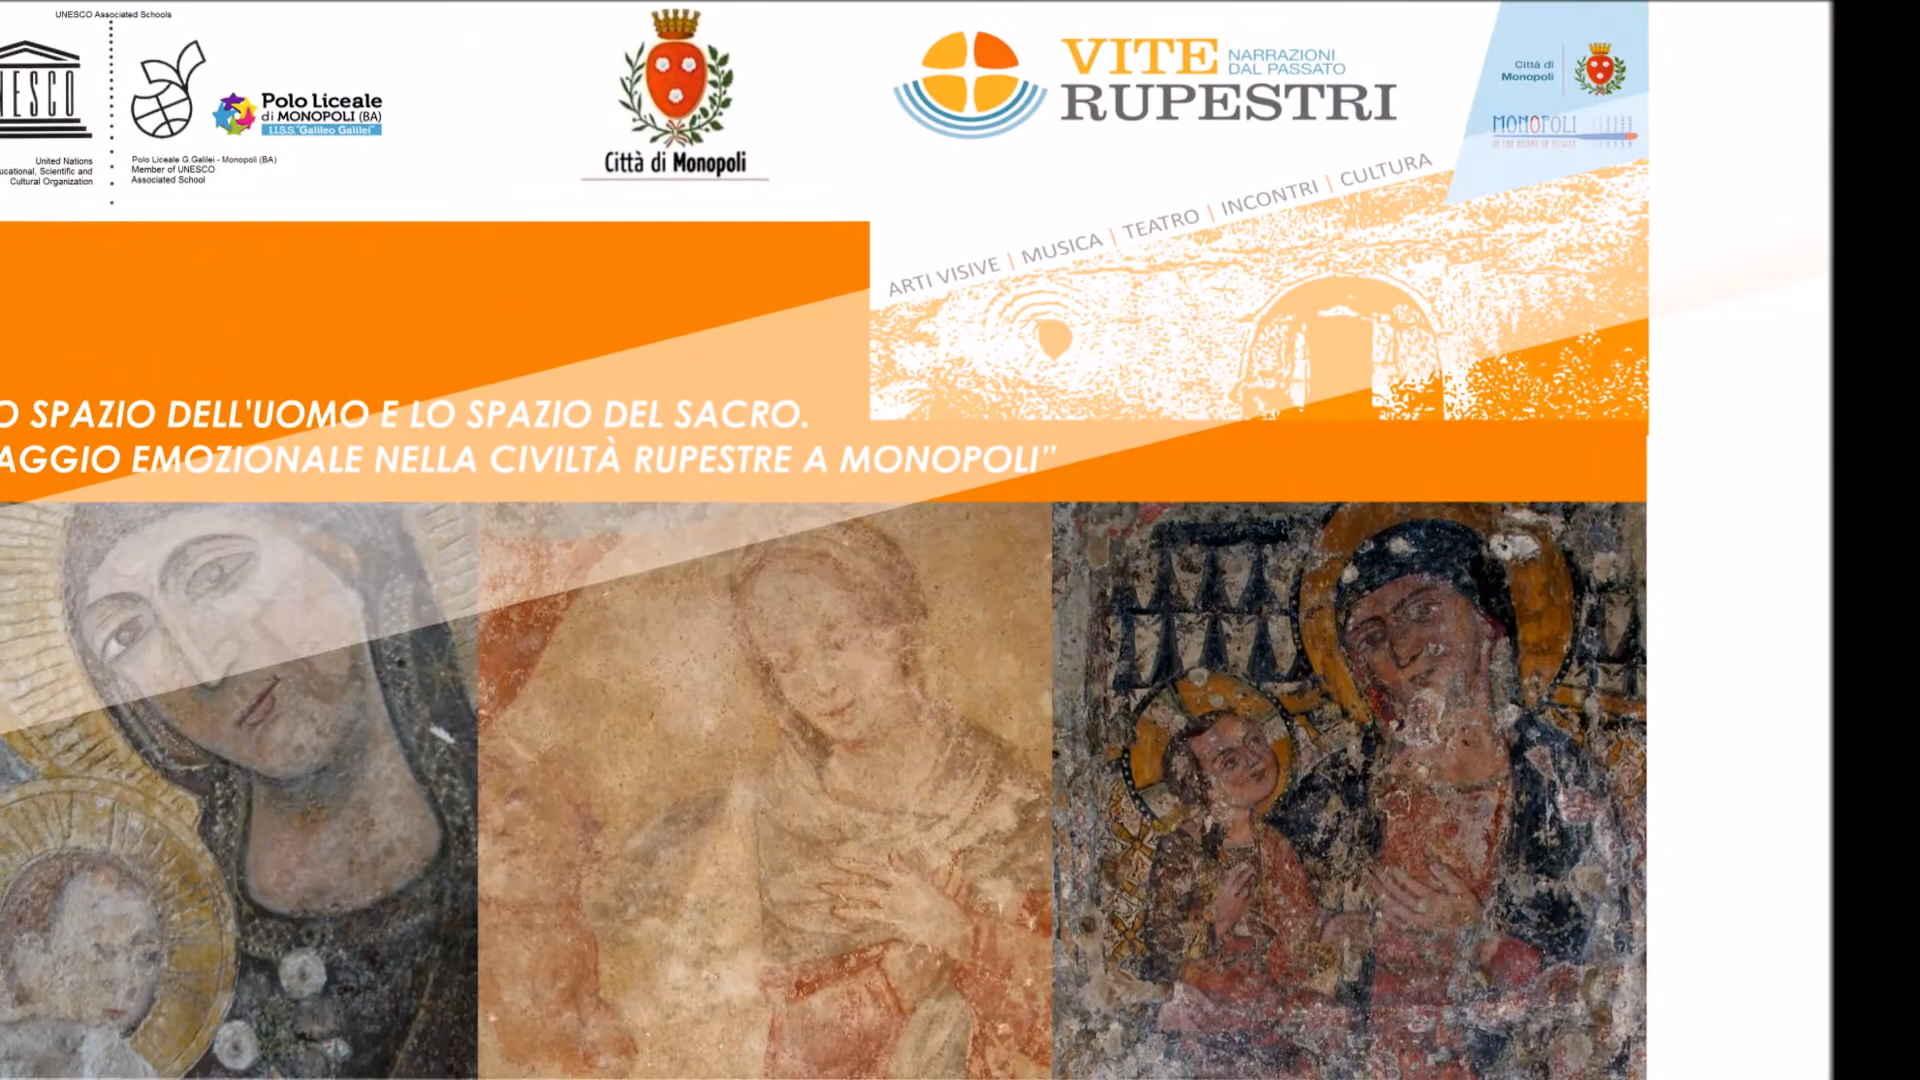 UNESCO Associated Schools
NESCO
United Nations
ucational, Scientific and
Cultural Organization
Polo Liceale
di MONOPOLI (BA)
I.I.S.S. "Galileo Galilei"
Polo Liceale G.Galilei - Monopoli (BA)
Member of UNESCO
Associated School
Città di Monopoli
VITE
NARRAZIONI
DAL PASSATO
RUPESTRI
Città di
Monopoli
MONOPOLI
ARTI VISIVE | MUSICA | TEATRO | INCONTRI | CULTURA
O SPAZIO DELL'UOMO E LO SPAZIO DEL SACRO.
AGGIO EMOZIONALE NELLA CIVILTÀ RUPESTRE A MONOPOLI”